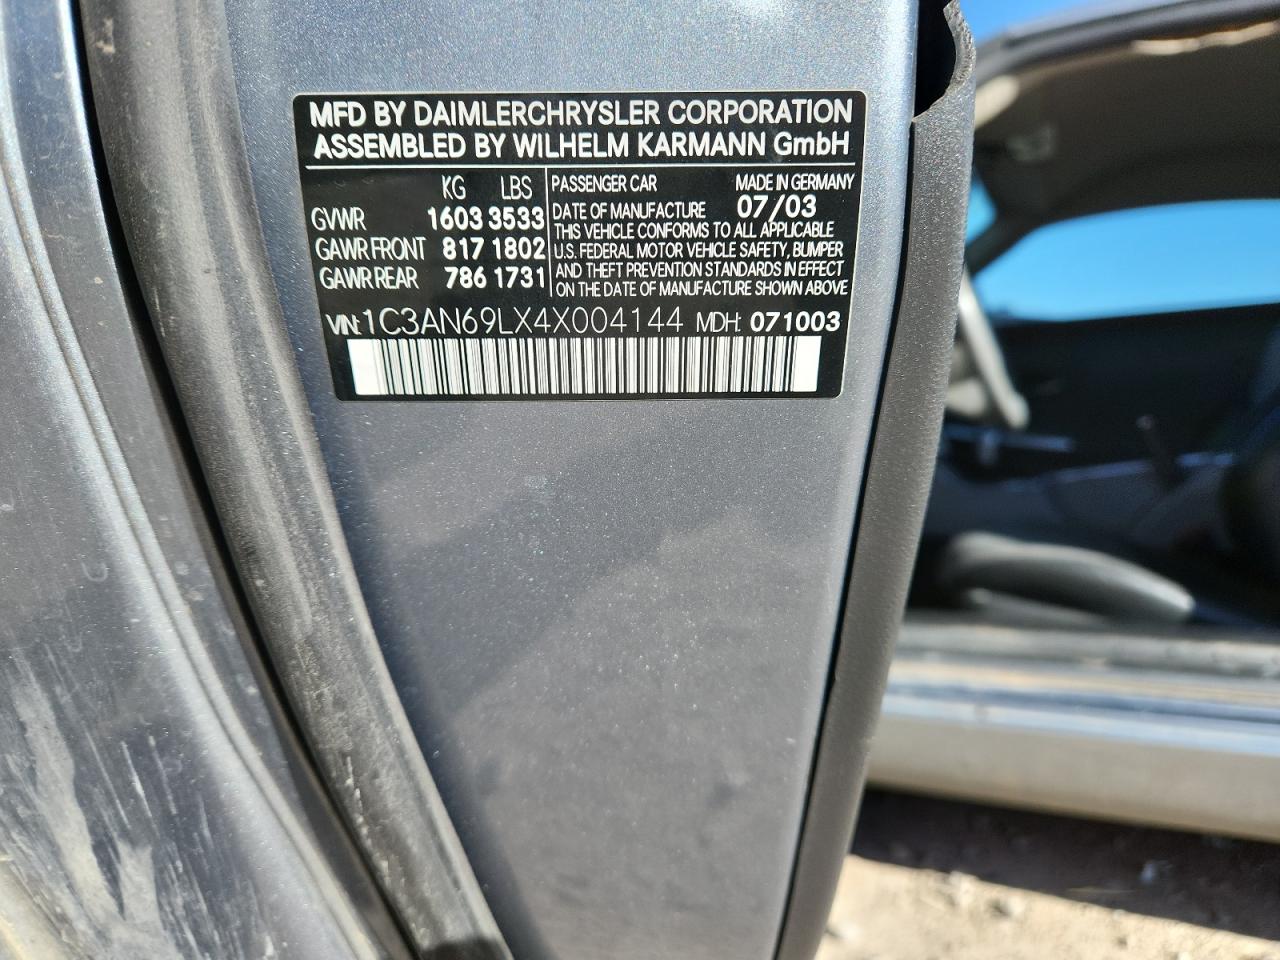 MFD BY DAIMLERCHRYSLER CORPORATION
ASSEMBLED BY WILHELM KARMANN GmbH
KG LBS
GVWR 1603 3533
GAWR FRONT 817 1802
GAWR REAR 786 1731
PASSENGER CAR MADE IN GERMANY
DATE OF MANUFACTURE 07/03
THIS VEHICLE CONFORMS TO ALL APPLICABLE
U.S. FEDERAL MOTOR VEHICLE SAFETY, BUMPER
AND THEFT PREVENTION STANDARDS IN EFFECT
ON THE DATE OF MANUFACTURE SHOWN ABOVE
VIN: 1C3AN69LX4X004144 MDH: 071003